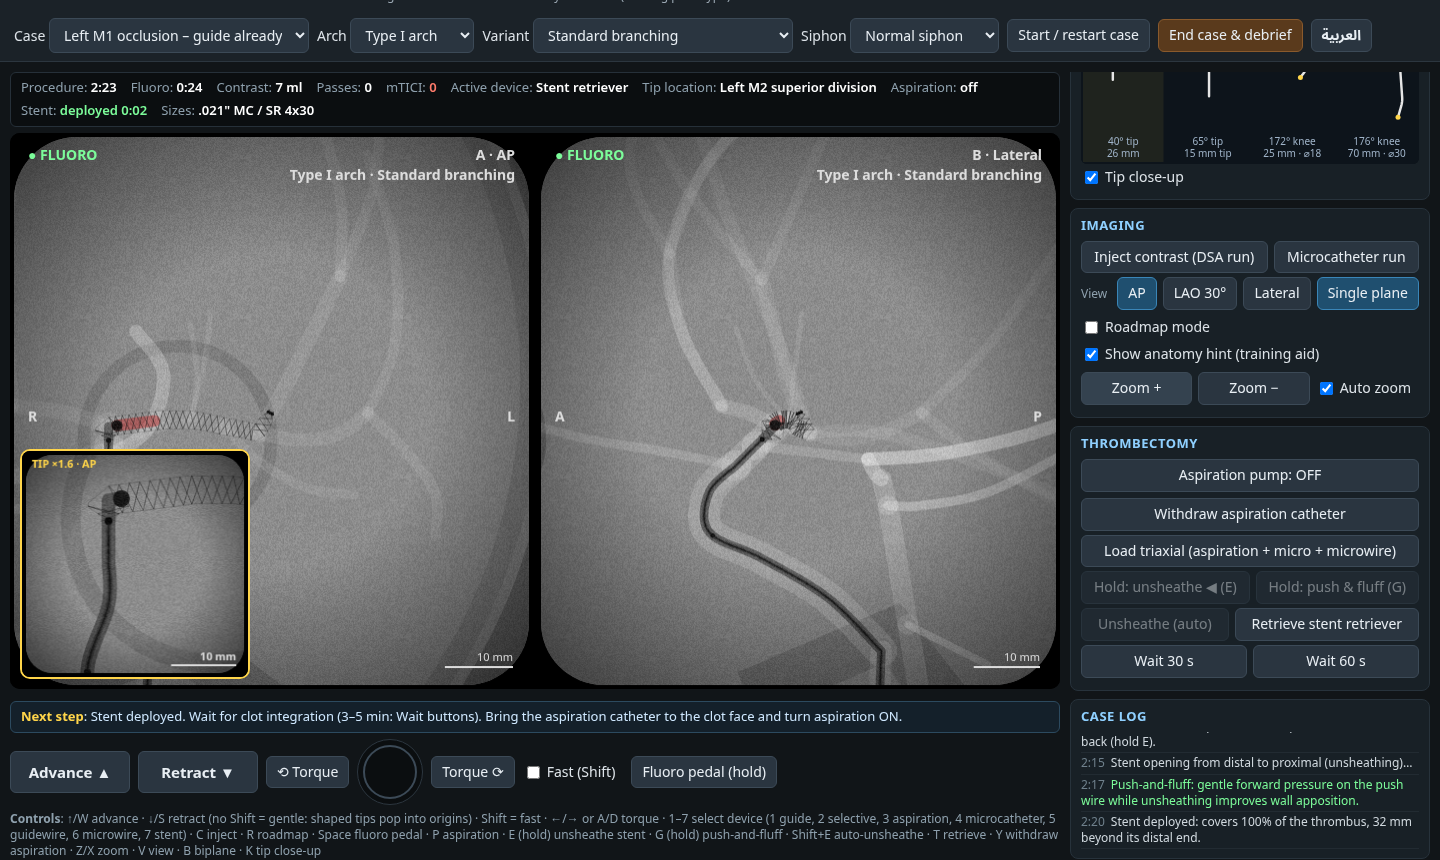 Case Left M1 occlusion – guide already Arch Type I arch Variant Standard branching Siphon Normal siphon Start / restart case End case & debrief العربية
Procedure: 2:23 Fluoro: 0:24 Contrast: 7 ml Passes: 0 mTICI: 0 Active device: Stent retriever Tip location: Left M2 superior division Aspiration: off
Stent: deployed 0:02 Sizes: .021" MC / SR 4x30
● FLUORO A · AP
Type I arch · Standard branching
R L
TIP ×1.6 · AP
10 mm
10 mm
● FLUORO B · Lateral
Type I arch · Standard branching
A P
10 mm
Next step: Stent deployed. Wait for clot integration (3–5 min: Wait buttons). Bring the aspiration catheter to the clot face and turn aspiration ON.
Advance ▲ Retract ▼ ⟲ Torque Torque ⟳ Fast (Shift) Fluoro pedal (hold)
Controls: ↑/W advance · ↓/S retract (no Shift = gentle: shaped tips pop into origins) · Shift = fast · ←/→ or A/D torque · 1–7 select device (1 guide, 2 selective, 3 aspiration, 4 microcatheter, 5
guidewire, 6 microwire, 7 stent) · C inject · R roadmap · Space fluoro pedal · P aspiration · E (hold) unsheathe stent · G (hold) push-and-fluff · Shift+E auto-unsheathe · T retrieve · Y withdraw
aspiration · Z/X zoom · V view · B biplane · K tip close-up
40° tip 65° tip 172° knee 176° knee
26 mm 15 mm tip 25 mm · ⌀18 70 mm · ⌀30
Tip close-up
IMAGING
Inject contrast (DSA run) Microcatheter run
View AP LAO 30° Lateral Single plane
Roadmap mode
Show anatomy hint (training aid)
Zoom + Zoom − Auto zoom
THROMBECTOMY
Aspiration pump: OFF
Withdraw aspiration catheter
Load triaxial (aspiration + micro + microwire)
Hold: unsheathe ◀ (E) Hold: push & fluff (G)
Unsheathe (auto) Retrieve stent retriever
Wait 30 s Wait 60 s
CASE LOG
back (hold E).
2:15 Stent opening from distal to proximal (unsheathing)...
2:17 Push-and-fluff: gentle forward pressure on the push
wire while unsheathing improves wall apposition.
2:20 Stent deployed: covers 100% of the thrombus, 32 mm
beyond its distal end.